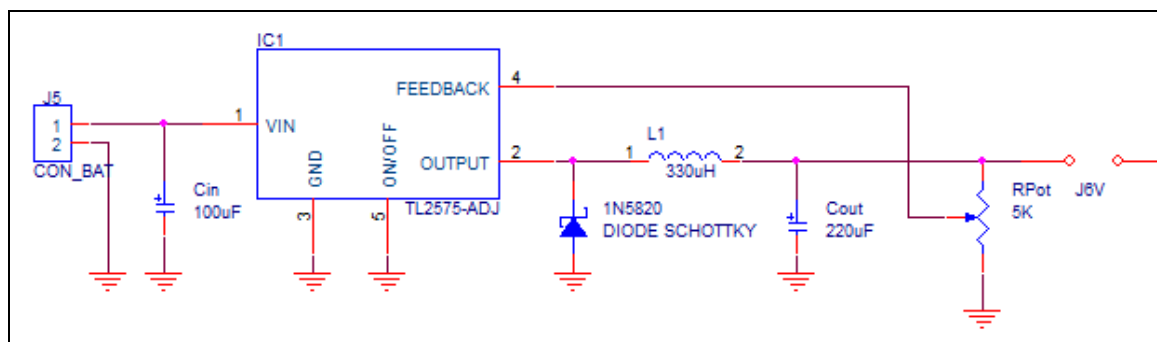 IC1
J5
1
2
CON_BAT
Cin
100uF
1
VIN
FEEDBACK
4
OUTPUT
2
GND
ON/OFF
3
5
TL2575-ADJ
1N5820
DIODE SCHOTTKY
L1
1
2
330uH
Cout
220uF
RPot
5K
J6V